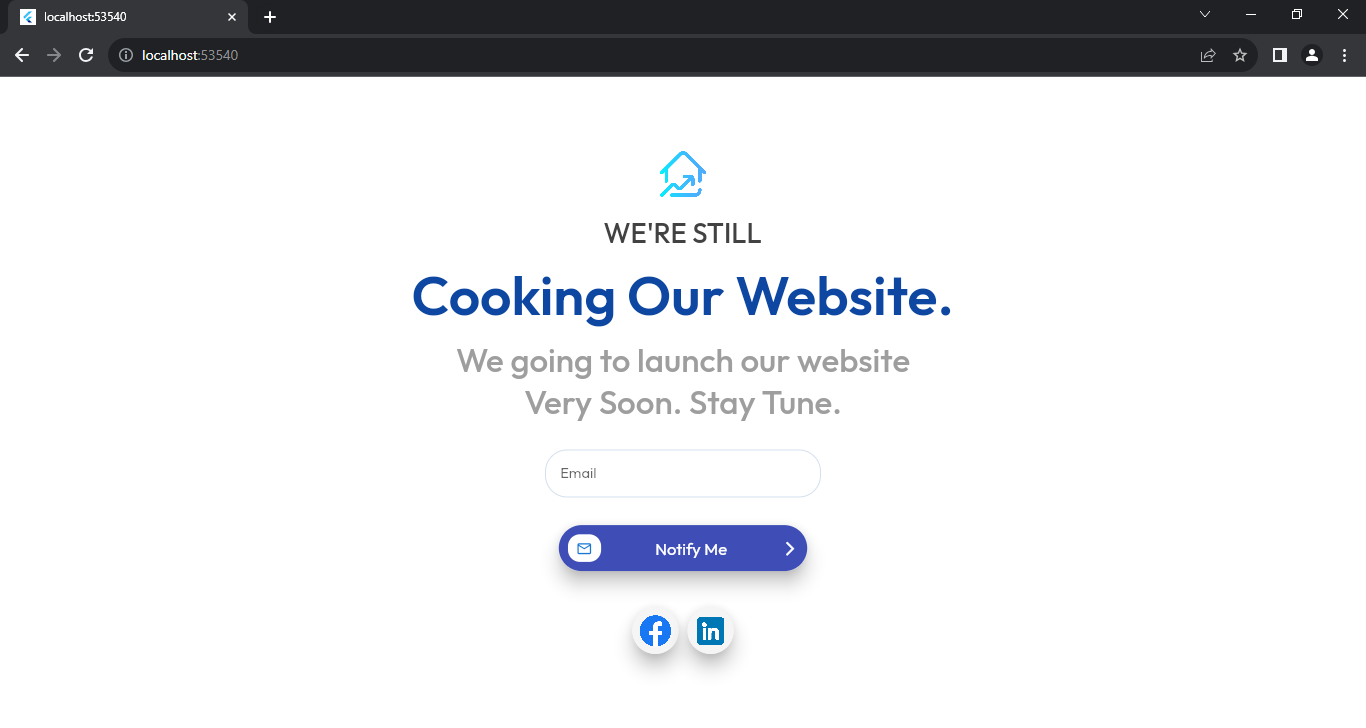 localhost:53540
localhost:53540
WE'RE STILL
Cooking Our Website.
We going to launch our website
Very Soon. Stay Tune.
Email
Notify Me
f
in